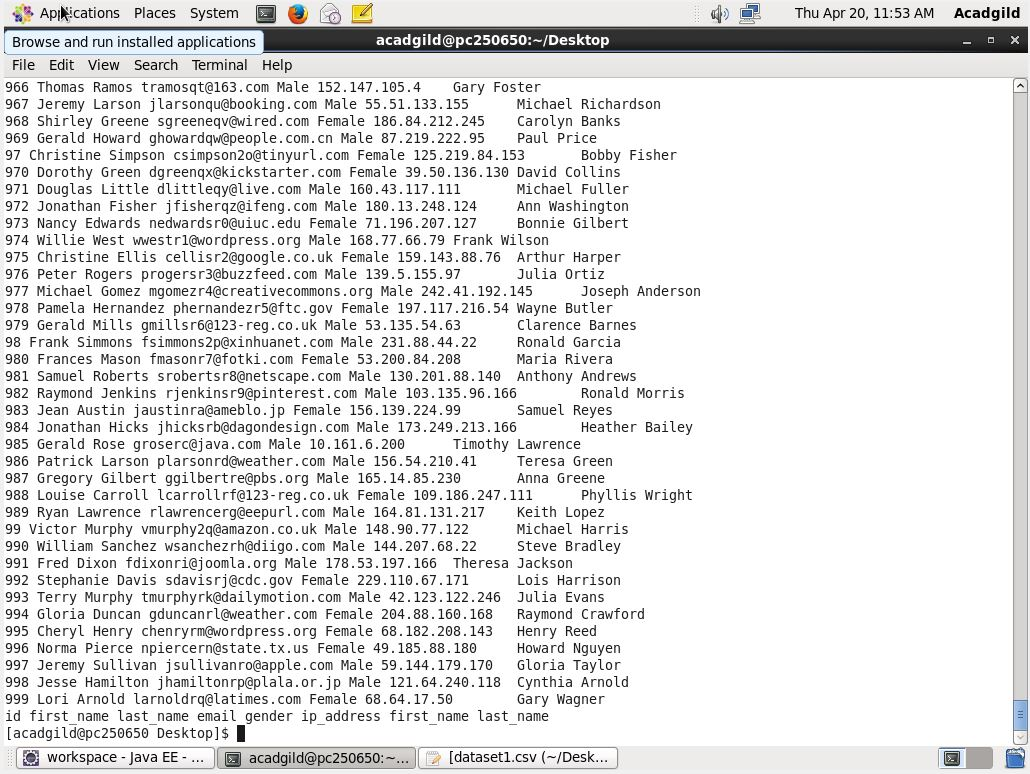 Applications Places System Thu Apr 20, 11:53 AM Acadgild
Browse and run installed applications
acadgild@pc250650:~/Desktop
File Edit View Search Terminal Help
966 Thomas Ramos tramosqt@163.com Male 152.147.105.4 Gary Foster
967 Jeremy Larson jlarsonqu@booking.com Male 55.51.133.155 Michael Richardson
968 Shirley Greene sgreeneqv@wired.com Female 186.84.212.245 Carolyn Banks
969 Gerald Howard ghowardqw@people.com.cn Male 87.219.222.95 Paul Price
97 Christine Simpson csimpson2o@tinyurl.com Female 125.219.84.153 Bobby Fisher
970 Dorothy Green dgreenqx@kickstarter.com Female 39.50.136.130 David Collins
971 Douglas Little dlittleqy@live.com Male 160.43.117.111 Michael Fuller
972 Jonathan Fisher jfisherqz@ifeng.com Male 180.13.248.124 Ann Washington
973 Nancy Edwards nedwardsr0@uiuc.edu Female 71.196.207.127 Bonnie Gilbert
974 Willie West wwestr1@wordpress.org Male 168.77.66.79 Frank Wilson
975 Christine Ellis cellisr2@google.co.uk Female 159.143.88.76 Arthur Harper
976 Peter Rogers progersr3@buzzfeed.com Male 139.5.155.97 Julia Ortiz
977 Michael Gomez mgomezr4@creativecommons.org Male 242.41.192.145 Joseph Anderson
978 Pamela Hernandez phernandezr5@ftc.gov Female 197.117.216.54 Wayne Butler
979 Gerald Mills gmillsr6@123-reg.co.uk Male 53.135.54.63 Clarence Barnes
98 Frank Simmons fsimmons2p@xinhuanet.com Male 231.88.44.22 Ronald Garcia
980 Frances Mason fmasonr7@fotki.com Female 53.200.84.208 Maria Rivera
981 Samuel Roberts srobertsr8@netscape.com Male 130.201.88.140 Anthony Andrews
982 Raymond Jenkins rjenkinsr9@pinterest.com Male 103.135.96.166 Ronald Morris
983 Jean Austin jaustinra@ameblo.jp Female 156.139.224.99 Samuel Reyes
984 Jonathan Hicks jhicksrb@dagondesign.com Male 173.249.213.166 Heather Bailey
985 Gerald Rose groserc@java.com Male 10.161.6.200 Timothy Lawrence
986 Patrick Larson plarsonrd@weather.com Male 156.54.210.41 Teresa Green
987 Gregory Gilbert ggilbertre@pbs.org Male 165.14.85.230 Anna Greene
988 Louise Carroll lcarrollrf@123-reg.co.uk Female 109.186.247.111 Phyllis Wright
989 Ryan Lawrence rlawrencerg@eepurl.com Male 164.81.131.217 Keith Lopez
99 Victor Murphy vmurphy2q@amazon.co.uk Male 148.90.77.122 Michael Harris
990 William Sanchez wsanchezrh@diigo.com Male 144.207.68.22 Steve Bradley
991 Fred Dixon fdixonri@joomla.org Male 178.53.197.166 Theresa Jackson
992 Stephanie Davis sdavisrj@cdc.gov Female 229.110.67.171 Lois Harrison
993 Terry Murphy tmurphyrk@dailymotion.com Male 42.123.122.246 Julia Evans
994 Gloria Duncan gduncanrl@weather.com Female 204.88.160.168 Raymond Crawford
995 Cheryl Henry chenryrm@wordpress.org Female 68.182.208.143 Henry Reed
996 Norma Pierce npiercern@state.tx.us Female 49.185.88.180 Howard Nguyen
997 Jeremy Sullivan jsullivanro@apple.com Male 59.144.179.170 Gloria Taylor
998 Jesse Hamilton jhamiltonrp@plala.or.jp Male 121.64.240.118 Cynthia Arnold
999 Lori Arnold larnoldrq@latimes.com Female 68.64.17.50 Gary Wagner
id first_name last_name email gender ip_address first_name last_name
[acadgild@pc250650 Desktop]$
workspace - Java EE - ... acadgild@pc250650:~... [dataset1.csv (~/Desk...